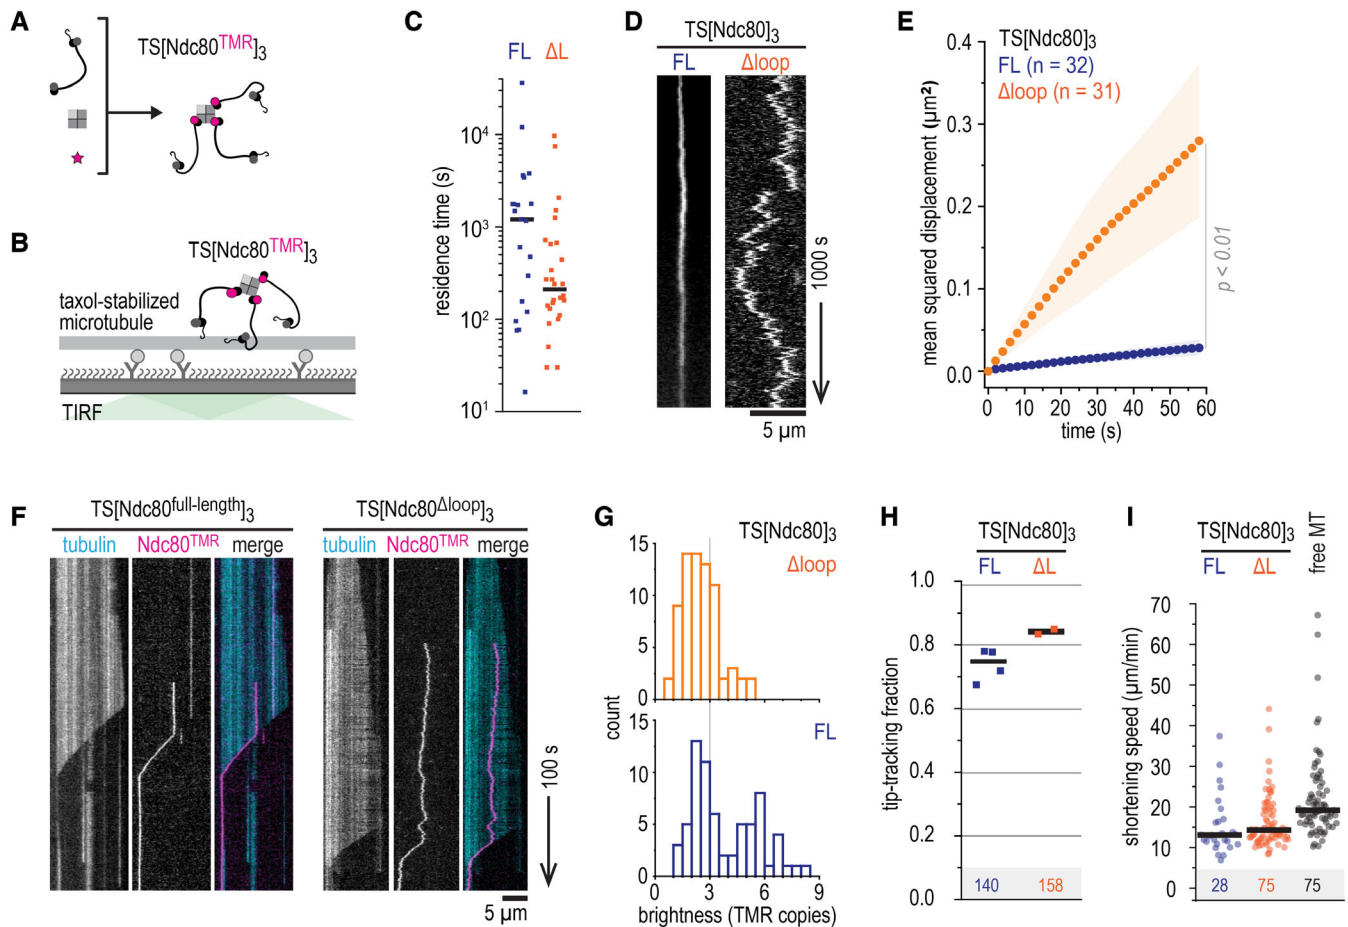 A
TS[Ndc80TMR]3
B
TS[Ndc80TMR]3
taxol-stabilized
microtubule
TIRF
C
FL ΔL
residence time (s)
10⁴
10³
10²
10¹
D
TS[Ndc80]3
FL Δloop
1000 s
5 µm
E
TS[Ndc80]3
FL (n = 32)
Δloop (n = 31)
mean squared displacement (µm²)
0.4
0.3
0.2
0.1
0.0
p < 0.01
0 10 20 30 40 50 60
time (s)
F
TS[Ndc80full-length]3
tubulin Ndc80TMR merge
TS[Ndc80Δloop]3
tubulin Ndc80TMR merge
100 s
5 µm
G
TS[Ndc80]3
Δloop
15
10
5
0
count
FL
15
10
5
0
0 3 6 9
brightness (TMR copies)
H
TS[Ndc80]3
FL ΔL
tip-tracking fraction
1.0
0.8
0.6
0.4
0.2
0.0
140 158
I
TS[Ndc80]3
FL ΔL free MT
shortening speed (µm/min)
70
60
50
40
30
20
10
0
28 75 75